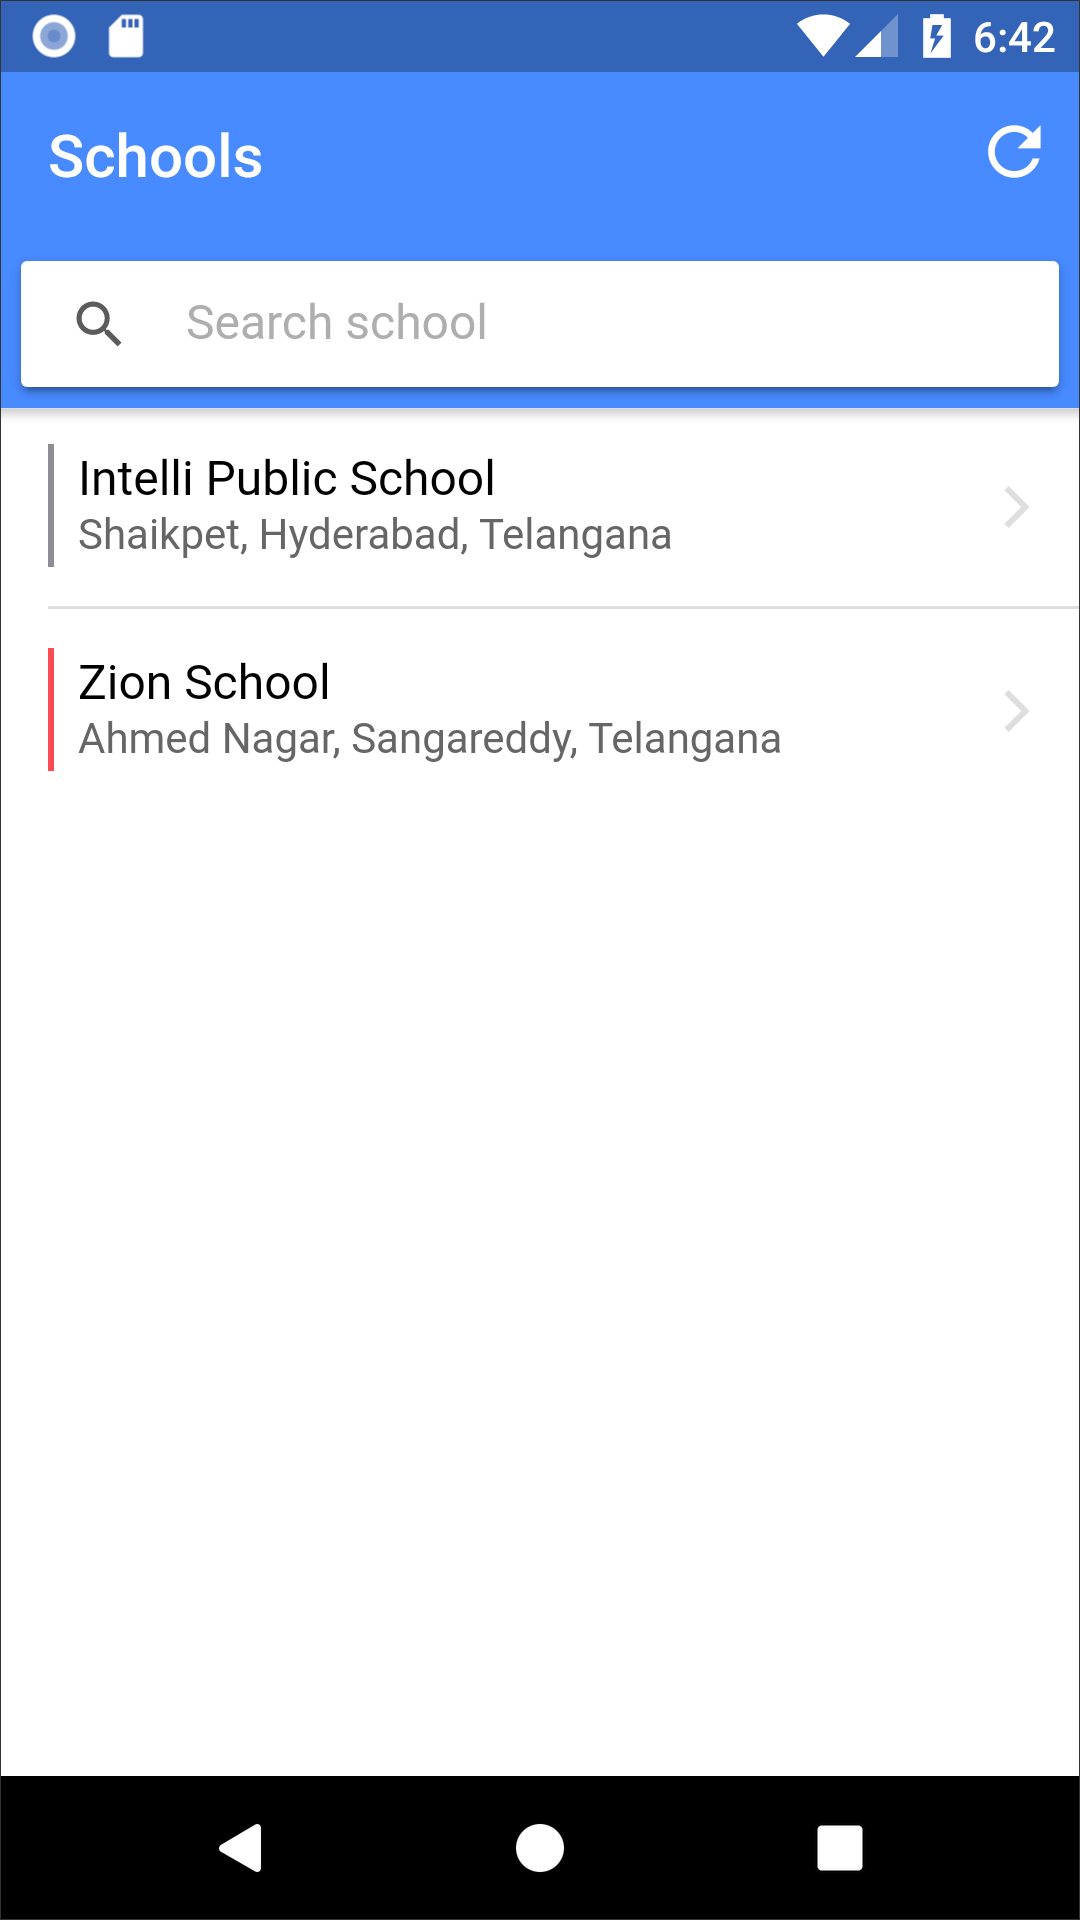 6:42
Schools
Search school
Intelli Public School
Shaikpet, Hyderabad, Telangana
Zion School
Ahmed Nagar, Sangareddy, Telangana